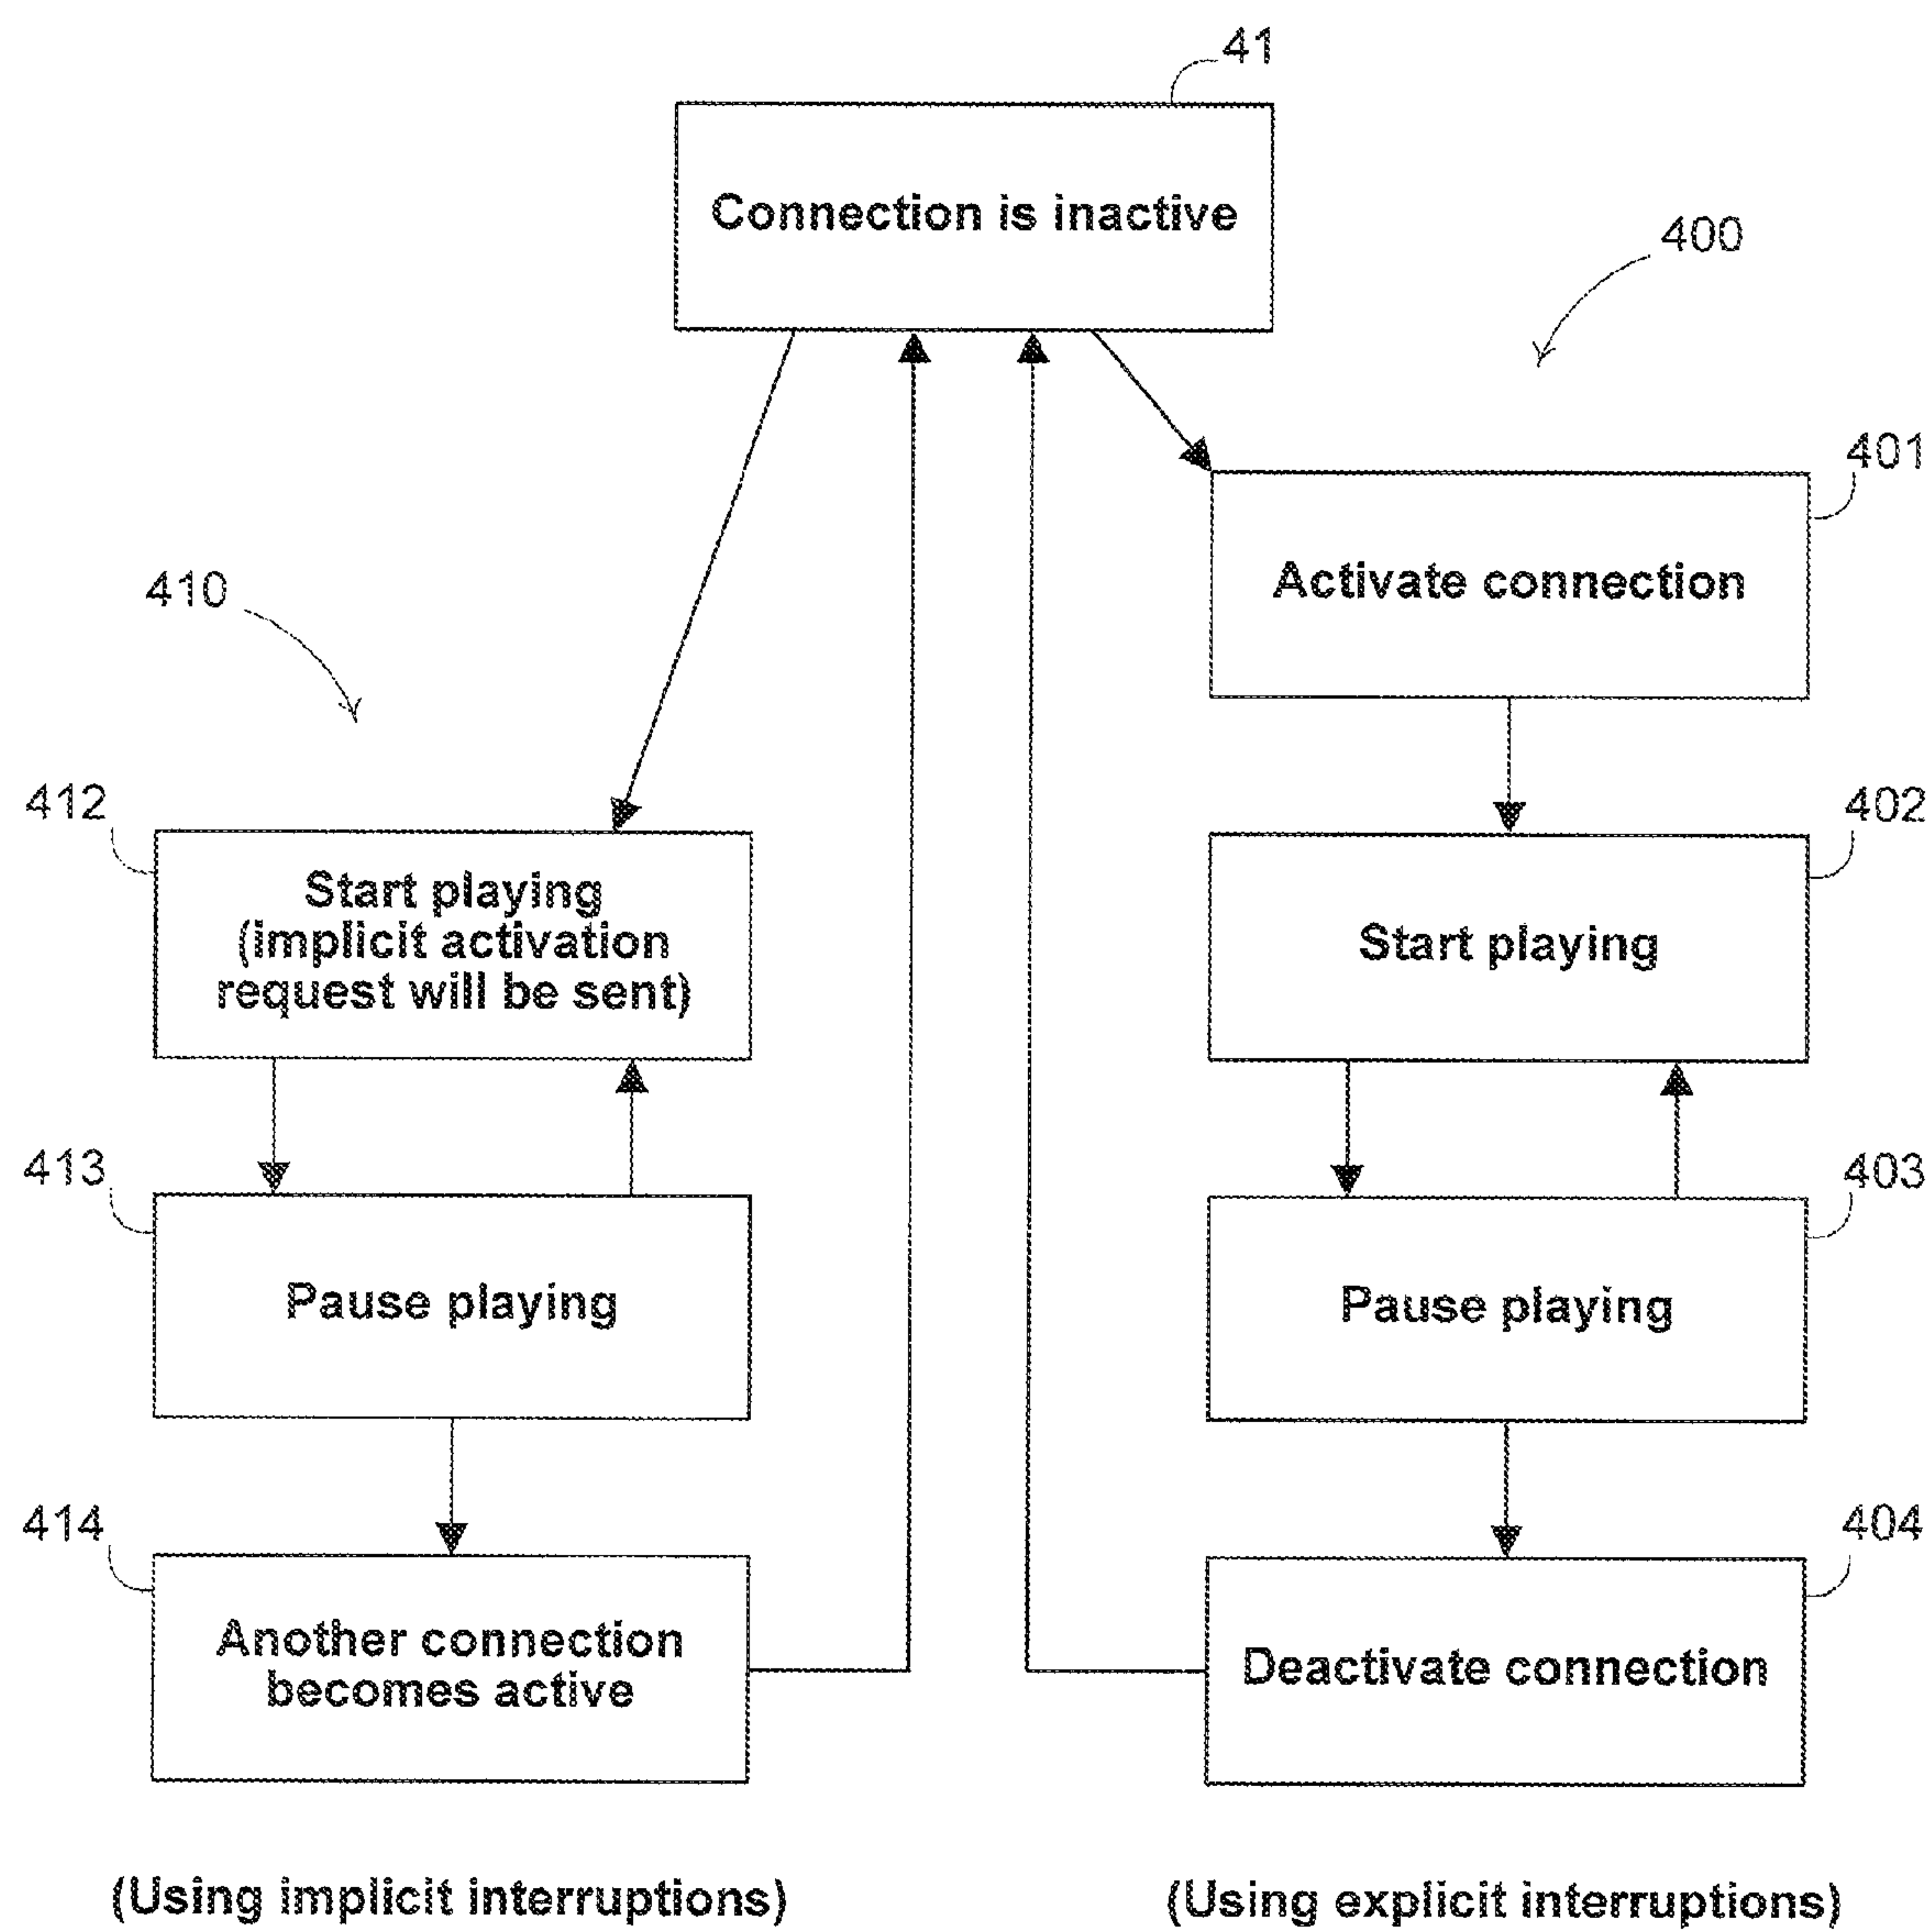 41
Connection is inactive
400
401
Activate connection
410
412
Start playing
(implicit activation
request will be sent)
402
Start playing
413
Pause playing
403
Pause playing
414
Another connection
becomes active
404
Deactivate connection
(Using implicit interruptions)
(Using explicit interruptions)